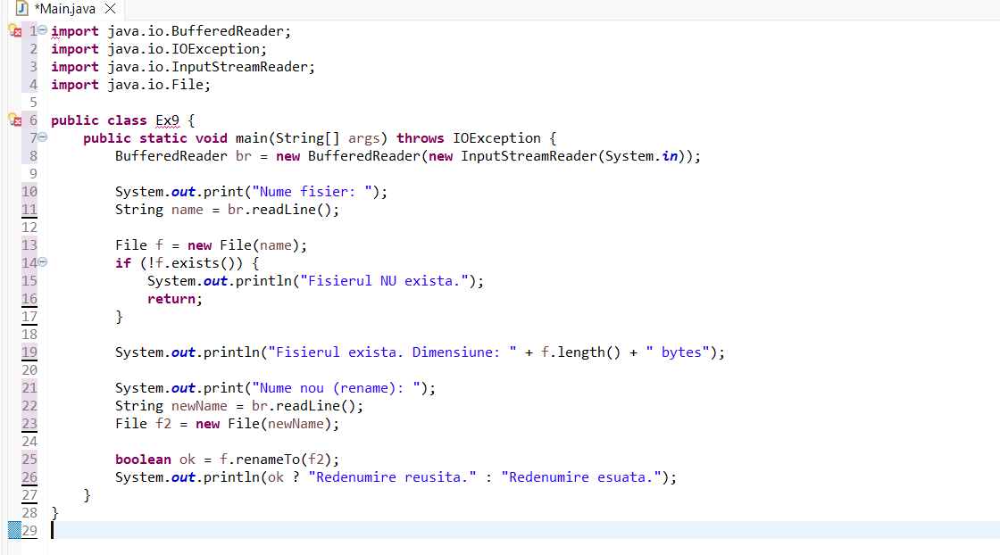 *Main.java
1 import java.io.BufferedReader;
2 import java.io.IOException;
3 import java.io.InputStreamReader;
4 import java.io.File;
5
6 public class Ex9 {
7     public static void main(String[] args) throws IOException {
8         BufferedReader br = new BufferedReader(new InputStreamReader(System.in));
9
10         System.out.print("Nume fisier: ");
11         String name = br.readLine();
12
13         File f = new File(name);
14         if (!f.exists()) {
15             System.out.println("Fisierul NU exista.");
16             return;
17         }
18
19         System.out.println("Fisierul exista. Dimensiune: " + f.length() + " bytes");
20
21         System.out.print("Nume nou (rename): ");
22         String newName = br.readLine();
23         File f2 = new File(newName);
24
25         boolean ok = f.renameTo(f2);
26         System.out.println(ok ? "Redenumire reusita." : "Redenumire esuata.");
27     }
28 }
29